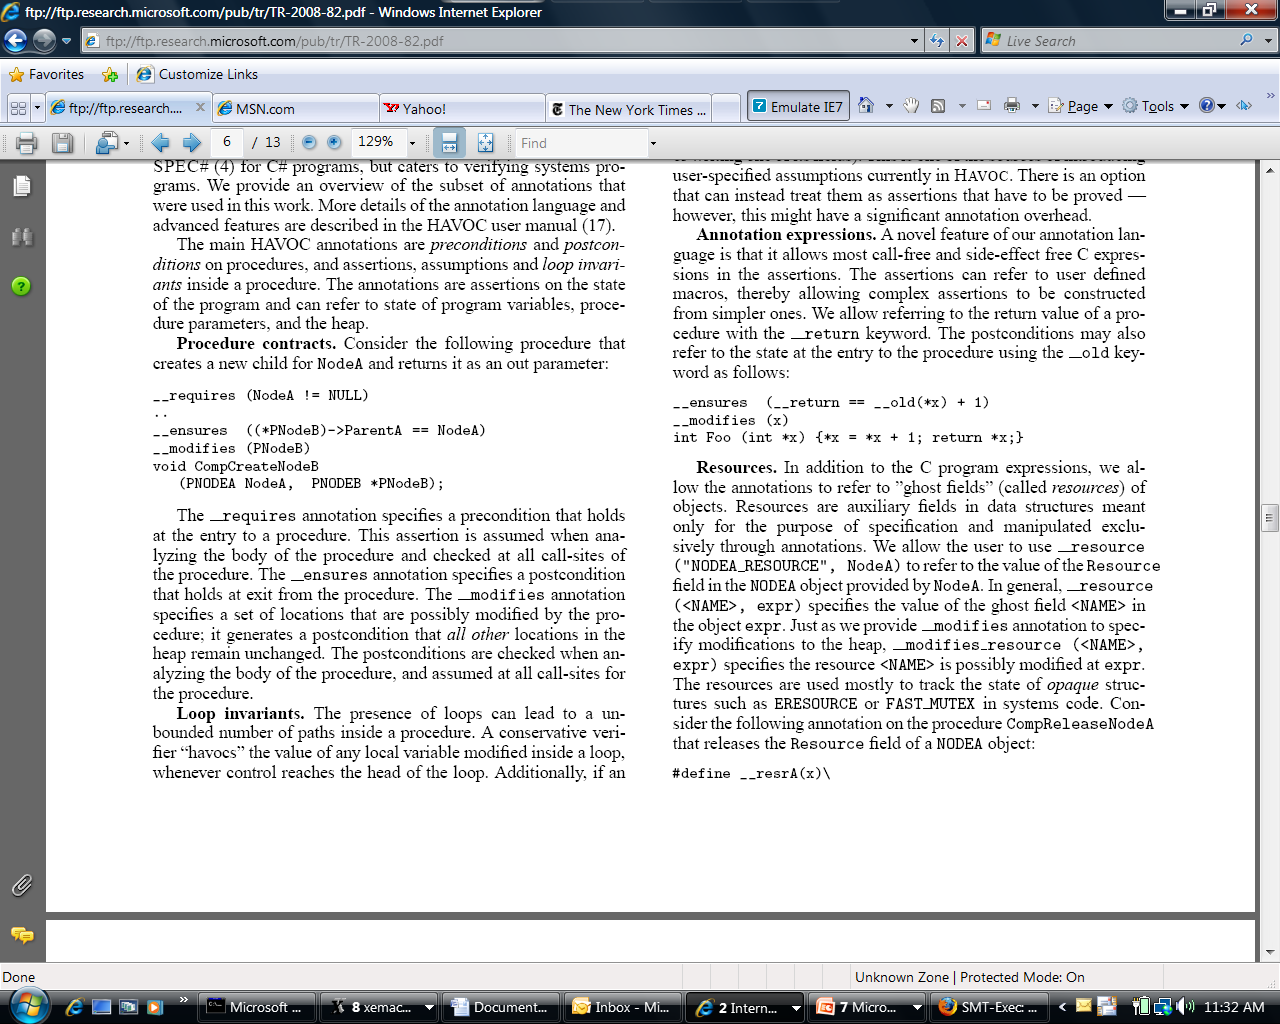 ftp://ftp.research.microsoft.com/pub/tr/TR-2008-82.pdf - Windows Internet Explorer
ftp://ftp.research.microsoft.com/pub/tr/TR-2008-82.pdf
Live Search
Favorites
Customize Links
ftp://ftp.research....
MSN.com
Yahoo!
The New York Times ...
Emulate IE7
Page
Tools
6 / 13
129%
Find
SPEC# (4) for C# programs, but caters to verifying systems pro-
grams. We provide an overview of the subset of annotations that
were used in this work. More details of the annotation language and
advanced features are described in the HAVOC user manual (17).
The main HAVOC annotations are preconditions and postcon-
ditions on procedures, and assertions, assumptions and loop invari-
ants inside a procedure. The annotations are assertions on the state
of the program and can refer to state of program variables, proce-
dure parameters, and the heap.
Procedure contracts. Consider the following procedure that
creates a new child for NodeA and returns it as an out parameter:
__requires (NodeA != NULL)
..
__ensures ((*PNodeB)->ParentA == NodeA)
__modifies (PNodeB)
void CompCreateNodeB
(PNODEA NodeA, PNODEB *PNodeB);
The __requires annotation specifies a precondition that holds
at the entry to a procedure. This assertion is assumed when ana-
lyzing the body of the procedure and checked at all call-sites of
the procedure. The __ensures annotation specifies a postcondition
that holds at exit from the procedure. The __modifies annotation
specifies a set of locations that are possibly modified by the pro-
cedure; it generates a postcondition that all other locations in the
heap remain unchanged. The postconditions are checked when an-
alyzing the body of the procedure, and assumed at all call-sites for
the procedure.
Loop invariants. The presence of loops can lead to a un-
bounded number of paths inside a procedure. A conservative veri-
fier “havocs” the value of any local variable modified inside a loop,
whenever control reaches the head of the loop. Additionally, if an
user-specified assumptions currently in HAVOC. There is an option
that can instead treat them as assertions that have to be proved —
however, this might have a significant annotation overhead.
Annotation expressions. A novel feature of our annotation lan-
guage is that it allows most call-free and side-effect free C expres-
sions in the assertions. The assertions can refer to user defined
macros, thereby allowing complex assertions to be constructed
from simpler ones. We allow referring to the return value of a pro-
cedure with the __return keyword. The postconditions may also
refer to the state at the entry to the procedure using the __old key-
word as follows:
__ensures (__return == __old(*x) + 1)
__modifies (x)
int Foo (int *x) {*x = *x + 1; return *x;}
Resources. In addition to the C program expressions, we al-
low the annotations to refer to ”ghost fields” (called resources) of
objects. Resources are auxiliary fields in data structures meant
only for the purpose of specification and manipulated exclu-
sively through annotations. We allow the user to use __resource
("NODEA_RESOURCE", NodeA) to refer to the value of the Resource
field in the NODEA object provided by NodeA. In general, __resource
(<NAME>, expr) specifies the value of the ghost field <NAME> in
the object expr. Just as we provide __modifies annotation to spec-
ify modifications to the heap, __modifies_resource (<NAME>,
expr) specifies the resource <NAME> is possibly modified at expr.
The resources are used mostly to track the state of opaque struc-
tures such as ERESOURCE or FAST_MUTEX in systems code. Con-
sider the following annotation on the procedure CompReleaseNodeA
that releases the Resource field of a NODEA object:
#define __resrA(x)\
Done
Unknown Zone | Protected Mode: On
Microsoft ...
8 xemac...
Document...
Inbox - Mi...
2 Intern...
7 Micro...
SMT-Exec: ...
11:32 AM